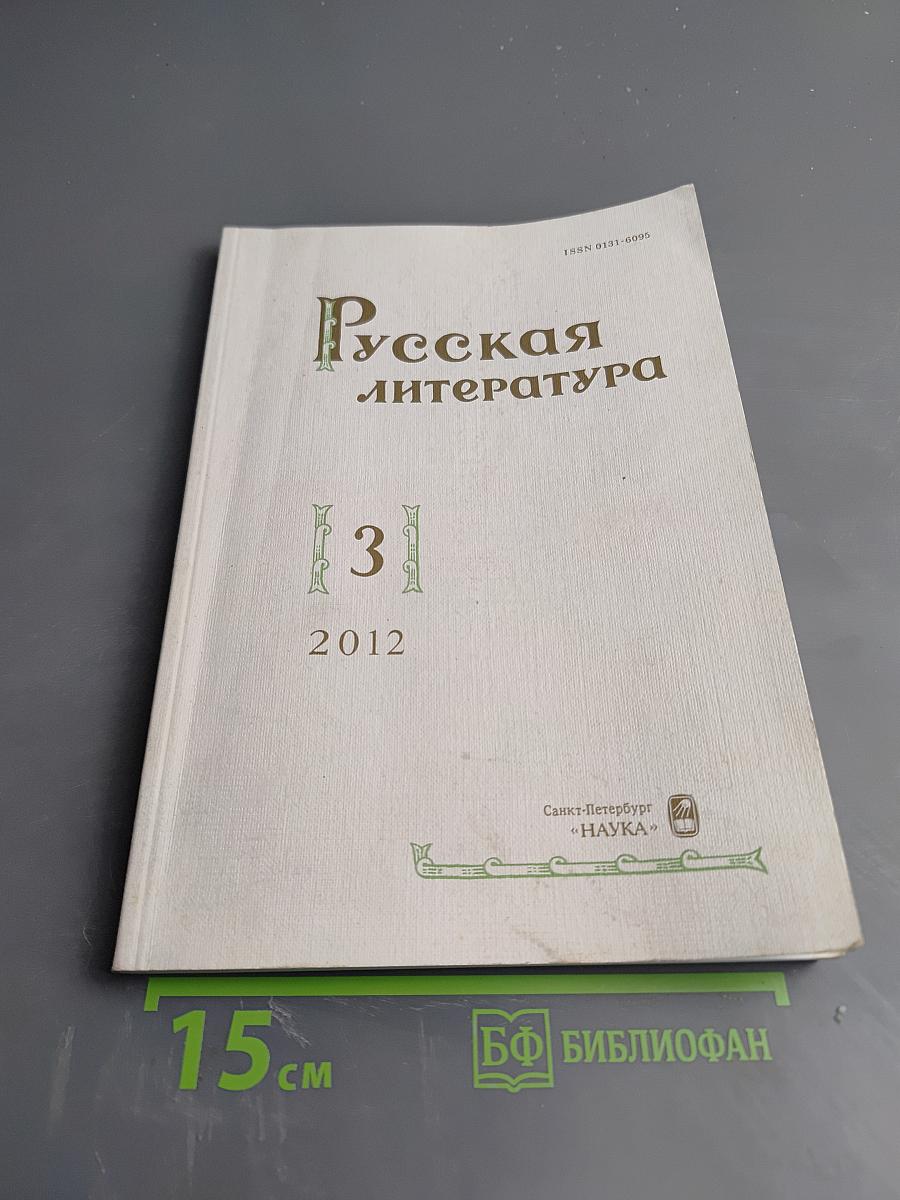 ISSN 0131-6095
Русская
литература
3
2012
Санкт-Петербург
«НАУКА»
15 см
БФ БИБЛИОФАН